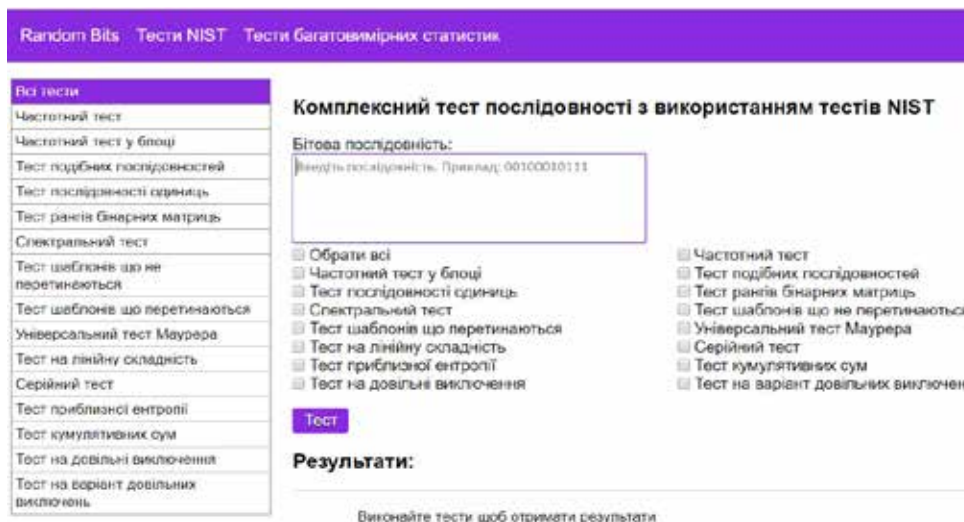 Random Bits Тести NIST Тести багатовимірних статистик
Всі тести
Частотний тест
Частотний тест у блоці
Тест подібних послідовностей
Тест послідовності одиниць
Тест рангів бінарних матриць
Спектральний тест
Тест шаблонів що не
перетинаються
Тест шаблонів що перетинаються
Універсальний тест Маурера
Тест на лінійну складність
Серійний тест
Тест приблизної ентропії
Тест кумулятивних сум
Тест на довільні виключення
Тест на варіант довільних
виключень
Комплексний тест послідовності з використанням тестів NIST
Бітова послідовність:
Введіть послідовність. Приклад: 00100010111
Обрати всі
Частотний тест у блоці
Тест послідовності одиниць
Спектральний тест
Тест шаблонів що перетинаються
Тест на лінійну складність
Тест приблизної ентропії
Тест на довільні виключення
Частотний тест
Тест подібних послідовностей
Тест рангів бінарних матриць
Тест шаблонів що не перетинаютьс
Універсальний тест Маурера
Серійний тест
Тест кумулятивних сум
Тест на варіант довільних виключен
Тест
Результати:
Виконайте тести щоб отримати результати